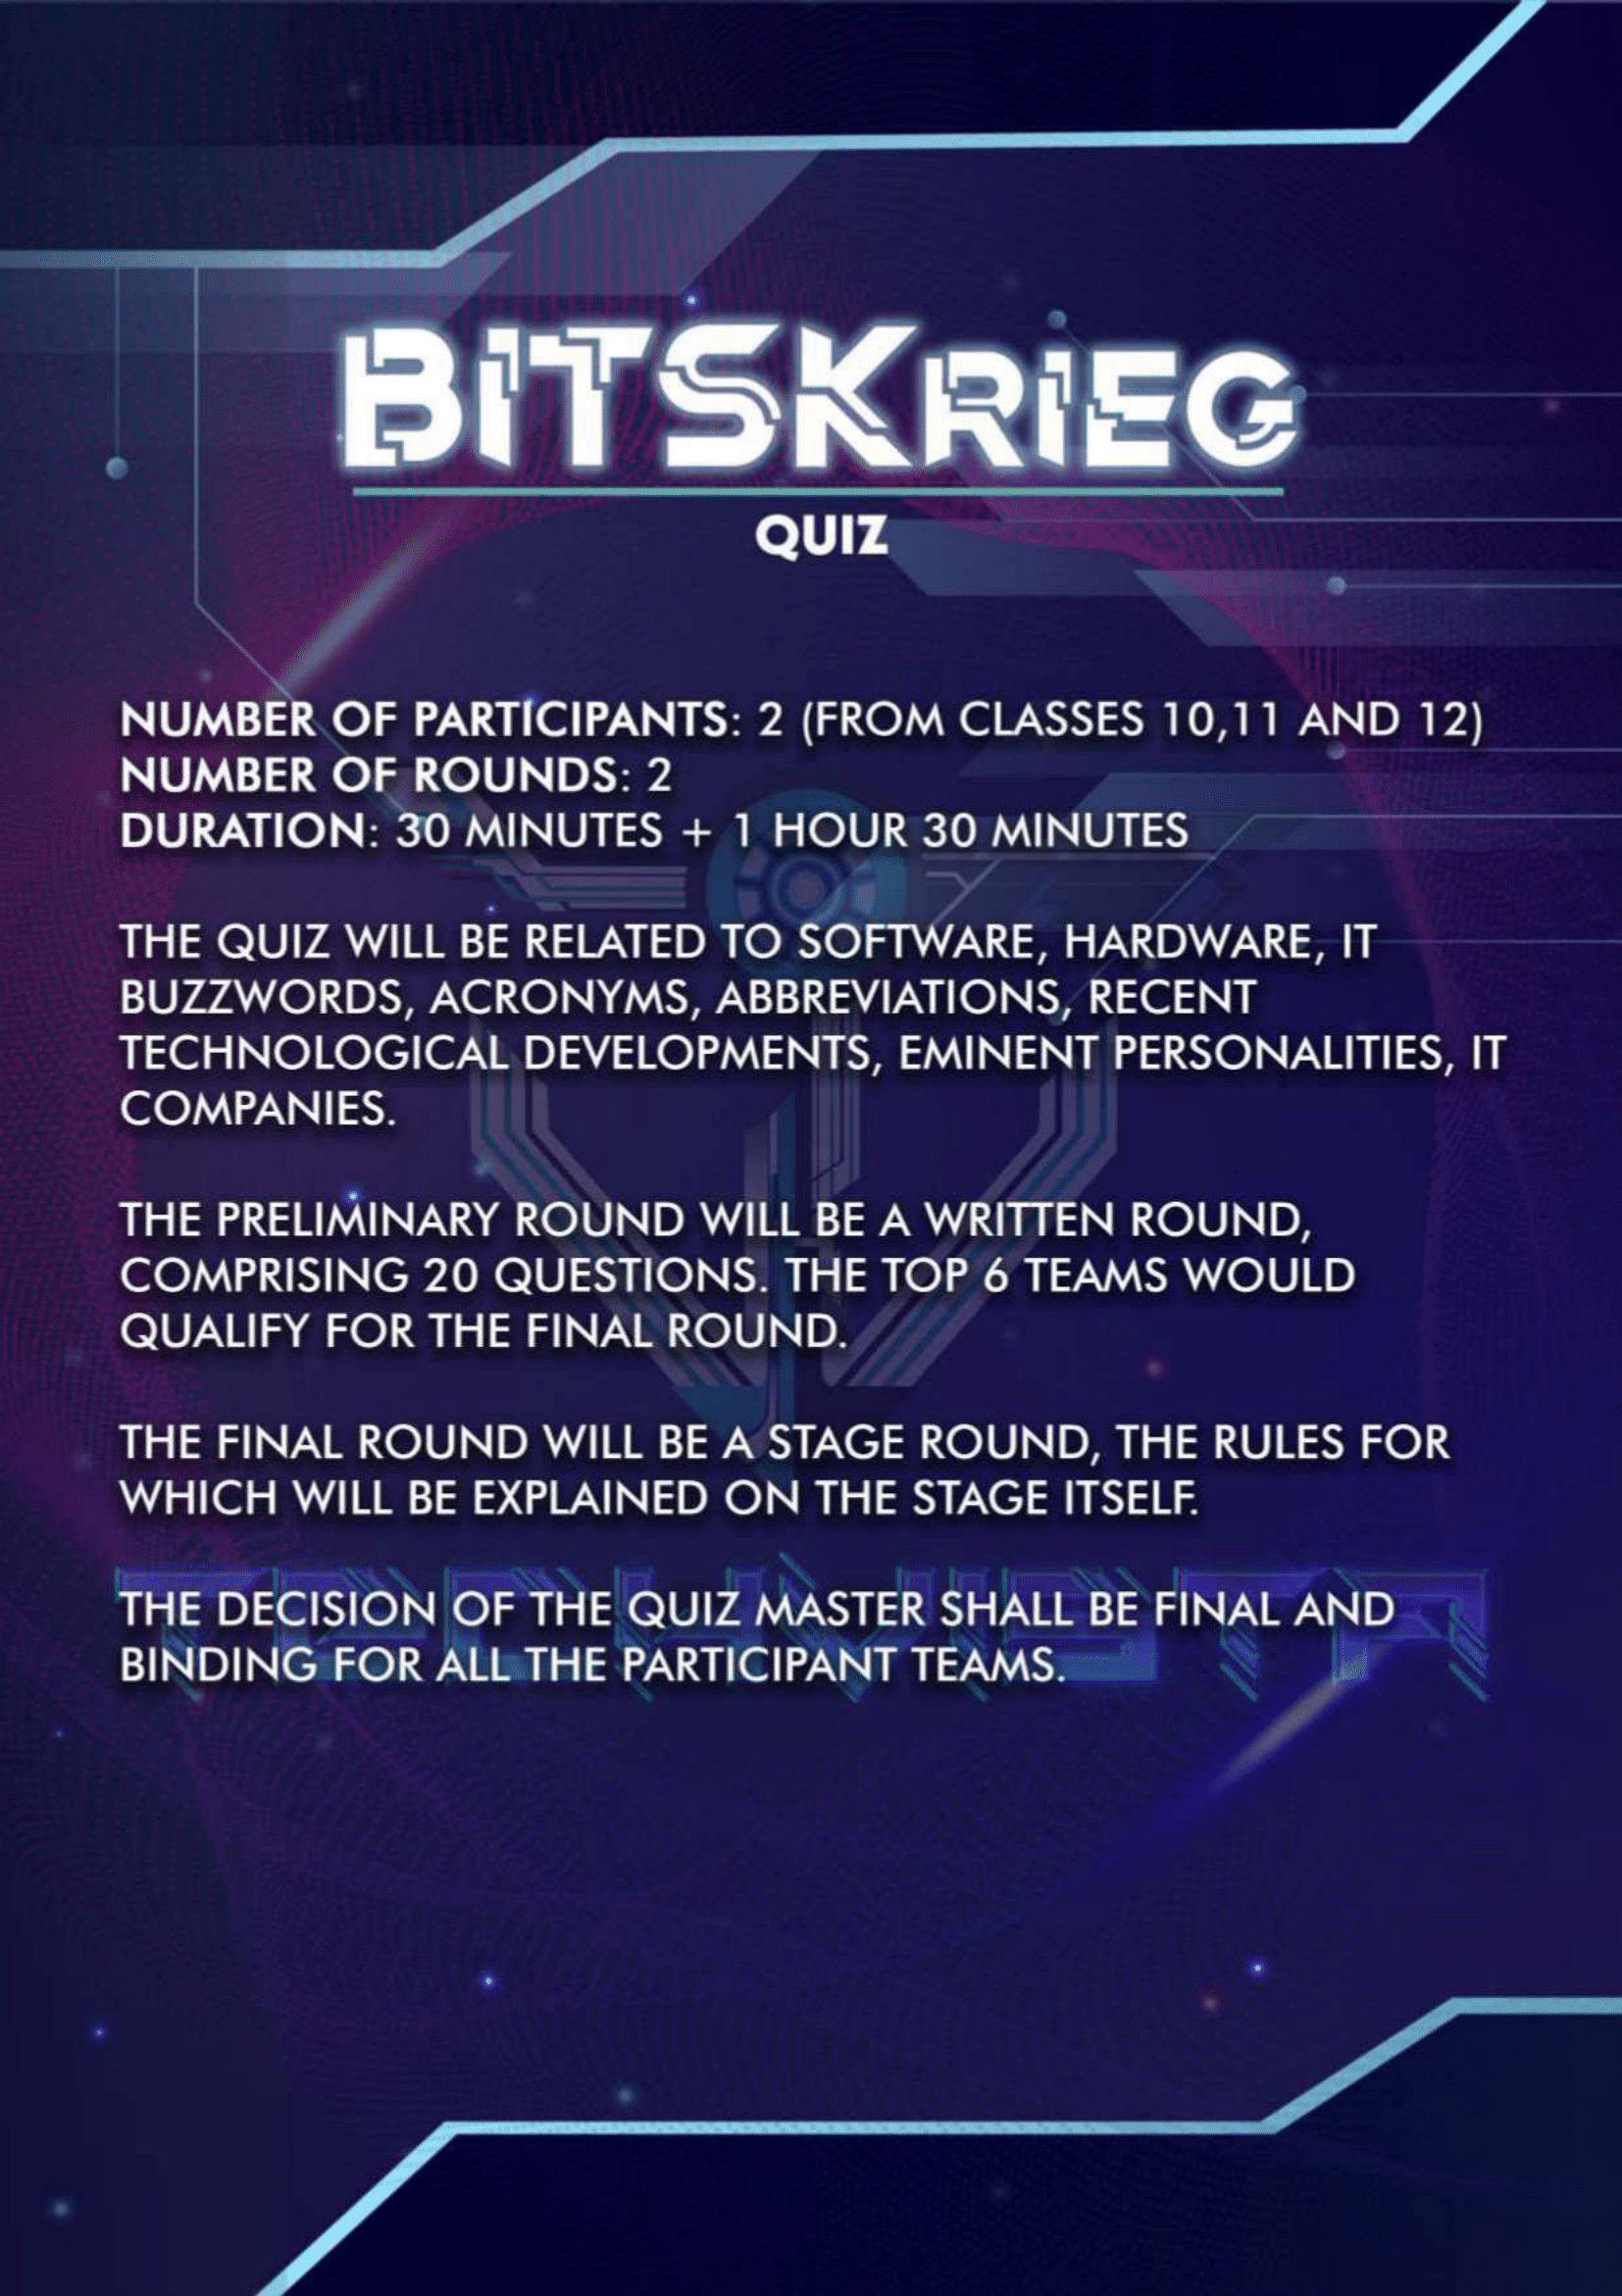 BITSKRIEG
QUIZ
NUMBER OF PARTICIPANTS: 2 (FROM CLASSES 10,11 AND 12)
NUMBER OF ROUNDS: 2
DURATION: 30 MINUTES + 1 HOUR 30 MINUTES
THE QUIZ WILL BE RELATED TO SOFTWARE, HARDWARE, IT
BUZZWORDS, ACRONYMS, ABBREVIATIONS, RECENT
TECHNOLOGICAL DEVELOPMENTS, EMINENT PERSONALITIES, IT
COMPANIES.
THE PRELIMINARY ROUND WILL BE A WRITTEN ROUND,
COMPRISING 20 QUESTIONS. THE TOP 6 TEAMS WOULD
QUALIFY FOR THE FINAL ROUND.
THE FINAL ROUND WILL BE A STAGE ROUND, THE RULES FOR
WHICH WILL BE EXPLAINED ON THE STAGE ITSELF.
THE DECISION OF THE QUIZ MASTER SHALL BE FINAL AND
BINDING FOR ALL THE PARTICIPANT TEAMS.